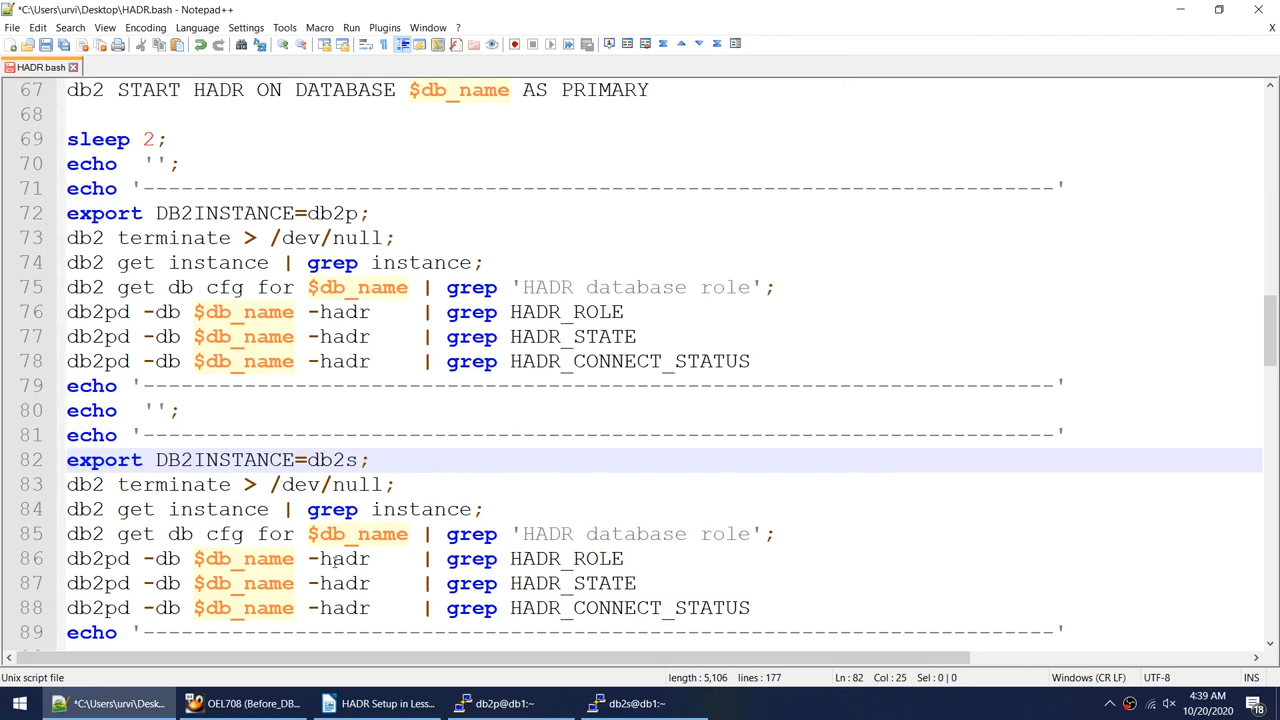 *C:\Users\urvi\Desktop\HADR.bash - Notepad++
File Edit Search View Encoding Language Settings Tools Macro Run Plugins Window ?
X
HADR.bash
67 db2 START HADR ON DATABASE $db_name AS PRIMARY
68
69 sleep 2;
70 echo  '';
71 echo '------------------------------------------------------------------------'
72 export DB2INSTANCE=db2p;
73 db2 terminate > /dev/null;
74 db2 get instance | grep instance;
75 db2 get db cfg for $db_name | grep 'HADR database role';
76 db2pd -db $db_name -hadr    | grep HADR_ROLE
77 db2pd -db $db_name -hadr    | grep HADR_STATE
78 db2pd -db $db_name -hadr    | grep HADR_CONNECT_STATUS
79 echo '------------------------------------------------------------------------'
80 echo  '';
81 echo '------------------------------------------------------------------------'
82 export DB2INSTANCE=db2s;
83 db2 terminate > /dev/null;
84 db2 get instance | grep instance;
85 db2 get db cfg for $db_name | grep 'HADR database role';
86 db2pd -db $db_name -hadr    | grep HADR_ROLE
87 db2pd -db $db_name -hadr    | grep HADR_STATE
88 db2pd -db $db_name -hadr    | grep HADR_CONNECT_STATUS
89 echo '------------------------------------------------------------------------'
Unix script file length : 5,106 lines : 177 Ln : 82 Col : 25 Sel : 0 | 0 Windows (CR LF) UTF-8 INS
*C:\Users\urvi\Desk... OEL708 (Before_DB... HADR Setup in Less... db2p@db1:~ db2s@db1:~ 4:39 AM
10/20/2020 18